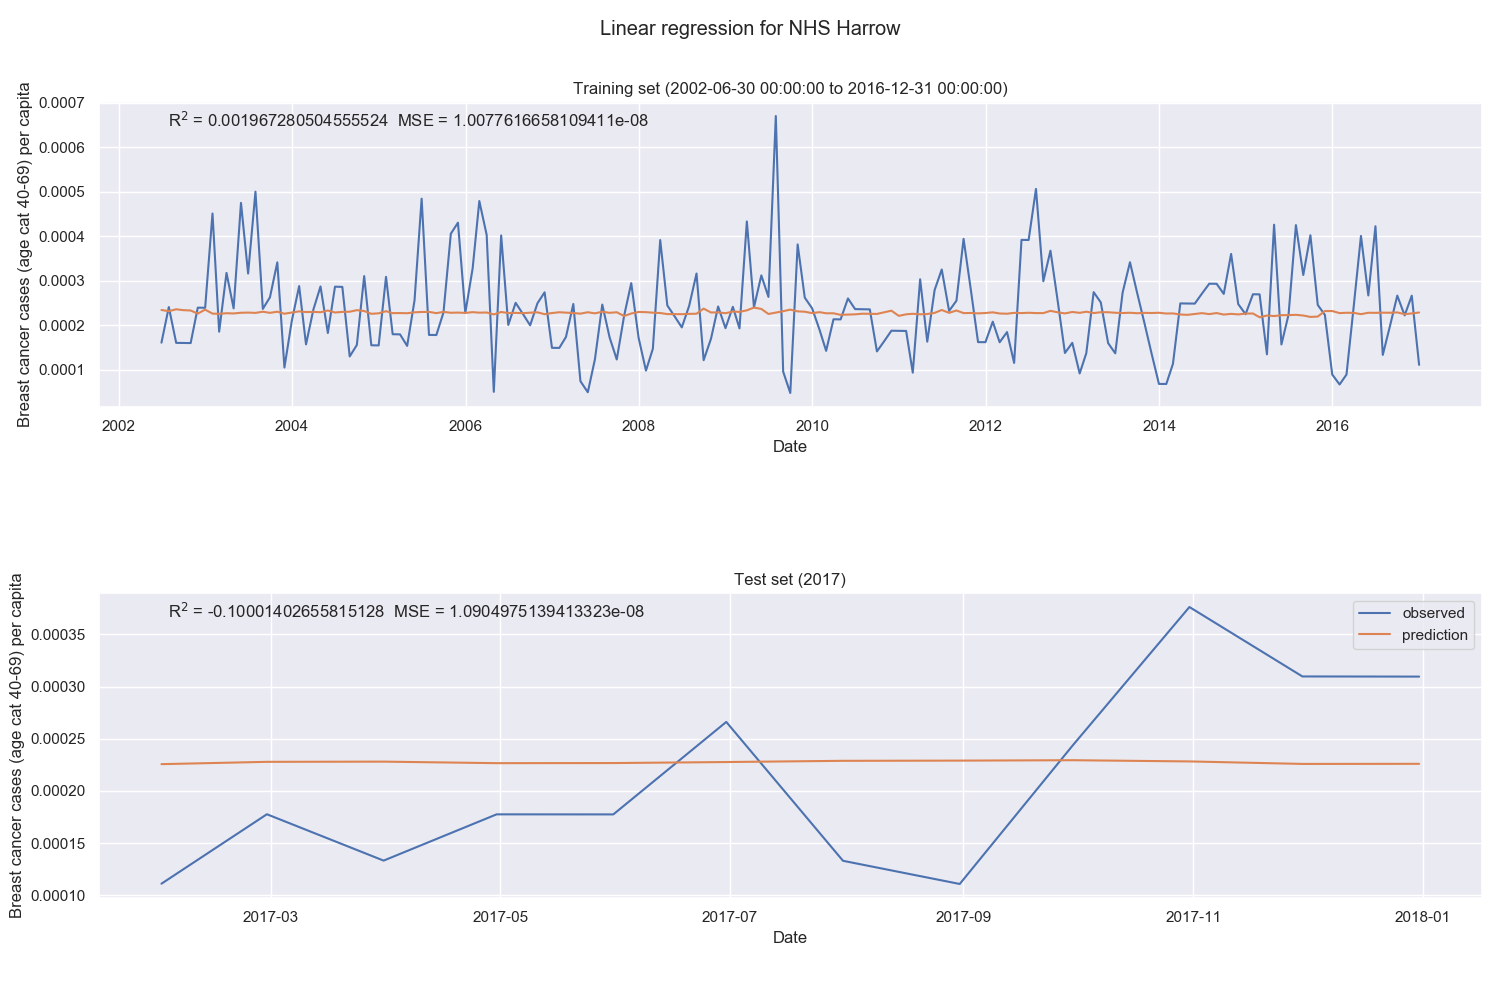 Linear regression for NHS Harrow
Training set (2002-06-30 00:00:00 to 2016-12-31 00:00:00)
R² = 0.001967280504555524 MSE = 1.0077616658109411e-08
Breast cancer cases (age cat 40-69) per capita
0.0007
0.0006
0.0005
0.0004
0.0003
0.0002
0.0001
2002 2004 2006 2008 2010 2012 2014 2016
Date
Test set (2017)
R² = -0.10001402655815128 MSE = 1.0904975139413323e-08
observed
prediction
Breast cancer cases (age cat 40-69) per capita
0.00035
0.00030
0.00025
0.00020
0.00015
0.00010
2017-03 2017-05 2017-07 2017-09 2017-11 2018-01
Date